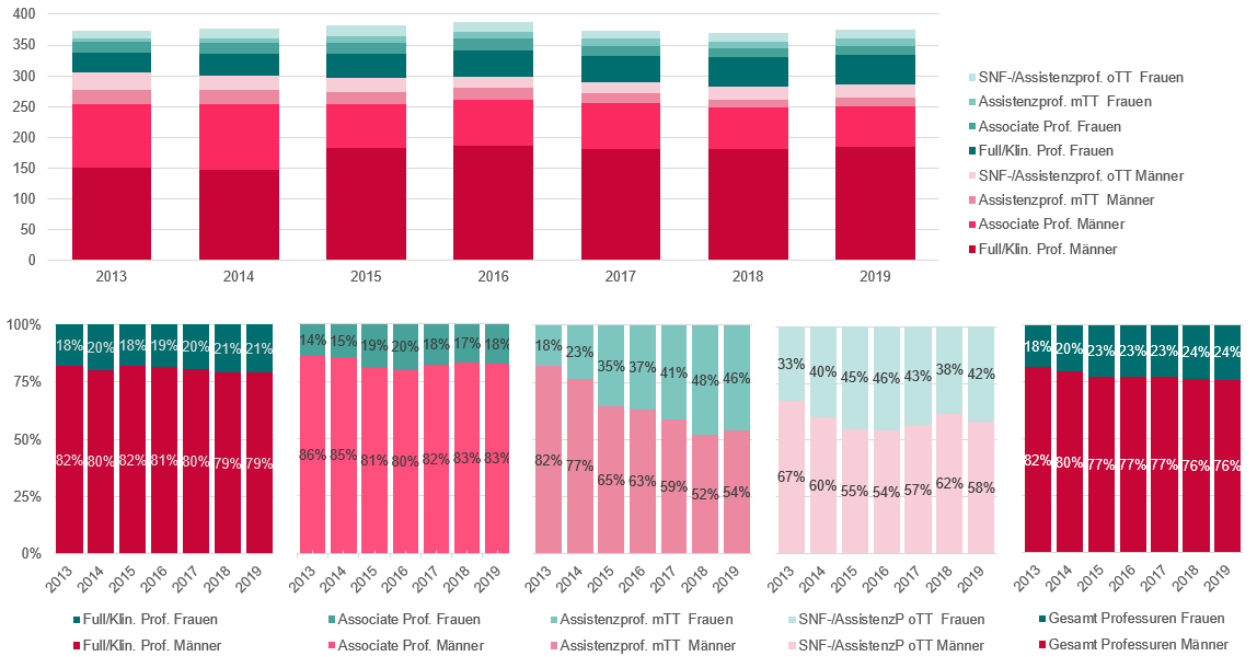 400
350
300
250
200
150
100
50
0
2013 2014 2015 2016 2017 2018 2019
SNF-/Assistenzprof. oTT Frauen
Assistenzprof. mTT Frauen
Associate Prof. Frauen
Full/Klin. Prof. Frauen
SNF-/Assistenzprof. oTT Männer
Assistenzprof. mTT Männer
Associate Prof. Männer
Full/Klin. Prof. Männer
100%
75%
50%
25%
0%
18% 20% 18% 19% 20% 21% 21%
82% 80% 82% 81% 80% 79% 79%
2013 2014 2015 2016 2017 2018 2019
Full/Klin. Prof. Frauen
Full/Klin. Prof. Männer
14% 15% 19% 20% 18% 17% 18%
86% 85% 81% 80% 82% 83% 83%
2013 2014 2015 2016 2017 2018 2019
Associate Prof. Frauen
Associate Prof. Männer
18% 23% 35% 37% 41% 48% 46%
82% 77% 65% 63% 59% 52% 54%
2013 2014 2015 2016 2017 2018 2019
Assistenzprof. mTT Frauen
Assistenzprof. mTT Männer
33% 40% 45% 46% 43% 38% 42%
67% 60% 55% 54% 57% 62% 58%
2013 2014 2015 2016 2017 2018 2019
SNF-/AssistenzP oTT Frauen
SNF-/AssistenzP oTT Männer
18% 20% 23% 23% 23% 24% 24%
82% 80% 77% 77% 77% 76% 76%
2013 2014 2015 2016 2017 2018 2019
Gesamt Professuren Frauen
Gesamt Professuren Männer